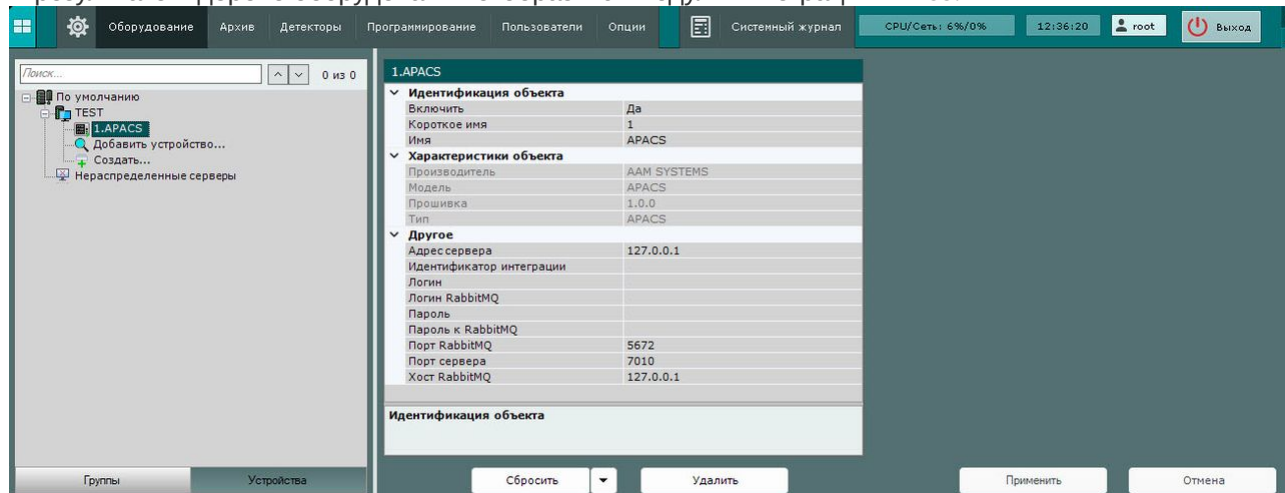 Оборудование Архив Детекторы Программирование Пользователи Опции Системный журнал CPU/Сеть: 6%/0% 12:36:20 root Выход
Поиск... 0 из 0
По умолчанию
TEST
1.APACS
Добавить устройство...
Создать...
Нераспределенные серверы
Группы Устройства
1.APACS
Идентификация объекта
Включить Да
Короткое имя 1
Имя APACS
Характеристики объекта
Производитель AAM SYSTEMS
Модель APACS
Прошивка 1.0.0
Тип APACS
Другое
Адрес сервера 127.0.0.1
Идентификатор интеграции
Логин
Логин RabbitMQ
Пароль
Пароль к RabbitMQ
Порт RabbitMQ 5672
Порт сервера 7010
Хост RabbitMQ 127.0.0.1
Идентификация объекта
Сбросить Удалить Применить Отмена